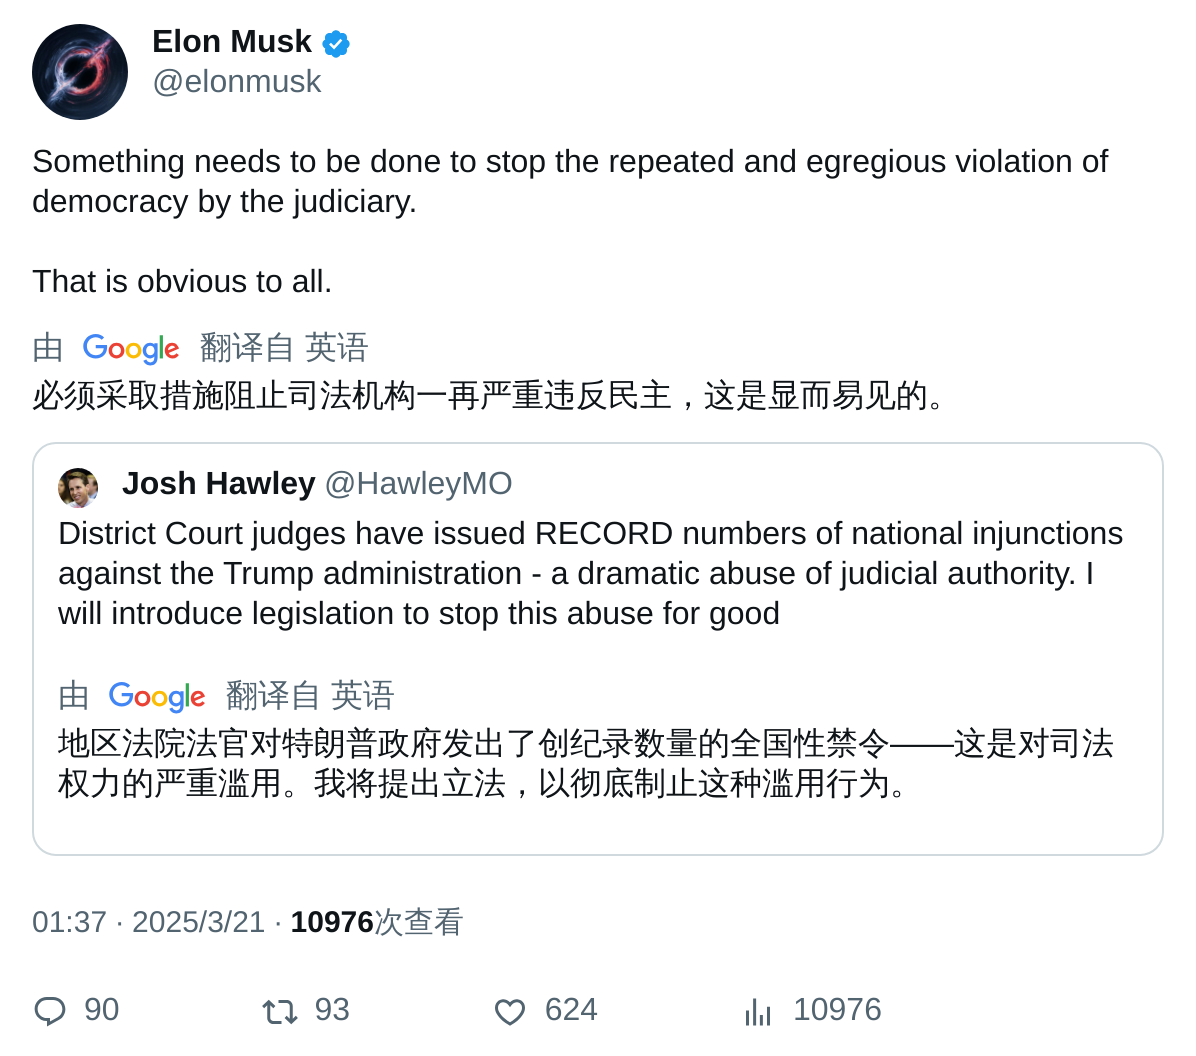 Elon Musk
@elonmusk
Something needs to be done to stop the repeated and egregious violation of
democracy by the judiciary.
That is obvious to all.
由 Google 翻译自 英语
必须采取措施阻止司法机构一再严重违反民主，这是显而易见的。
Josh Hawley @HawleyMO
District Court judges have issued RECORD numbers of national injunctions
against the Trump administration - a dramatic abuse of judicial authority. I
will introduce legislation to stop this abuse for good
由 Google 翻译自 英语
地区法院法官对特朗普政府发出了创纪录数量的全国性禁令——这是对司法
权力的严重滥用。我将提出立法，以彻底制止这种滥用行为。
01:37 · 2025/3/21 · 10976次查看
90 93 624 10976